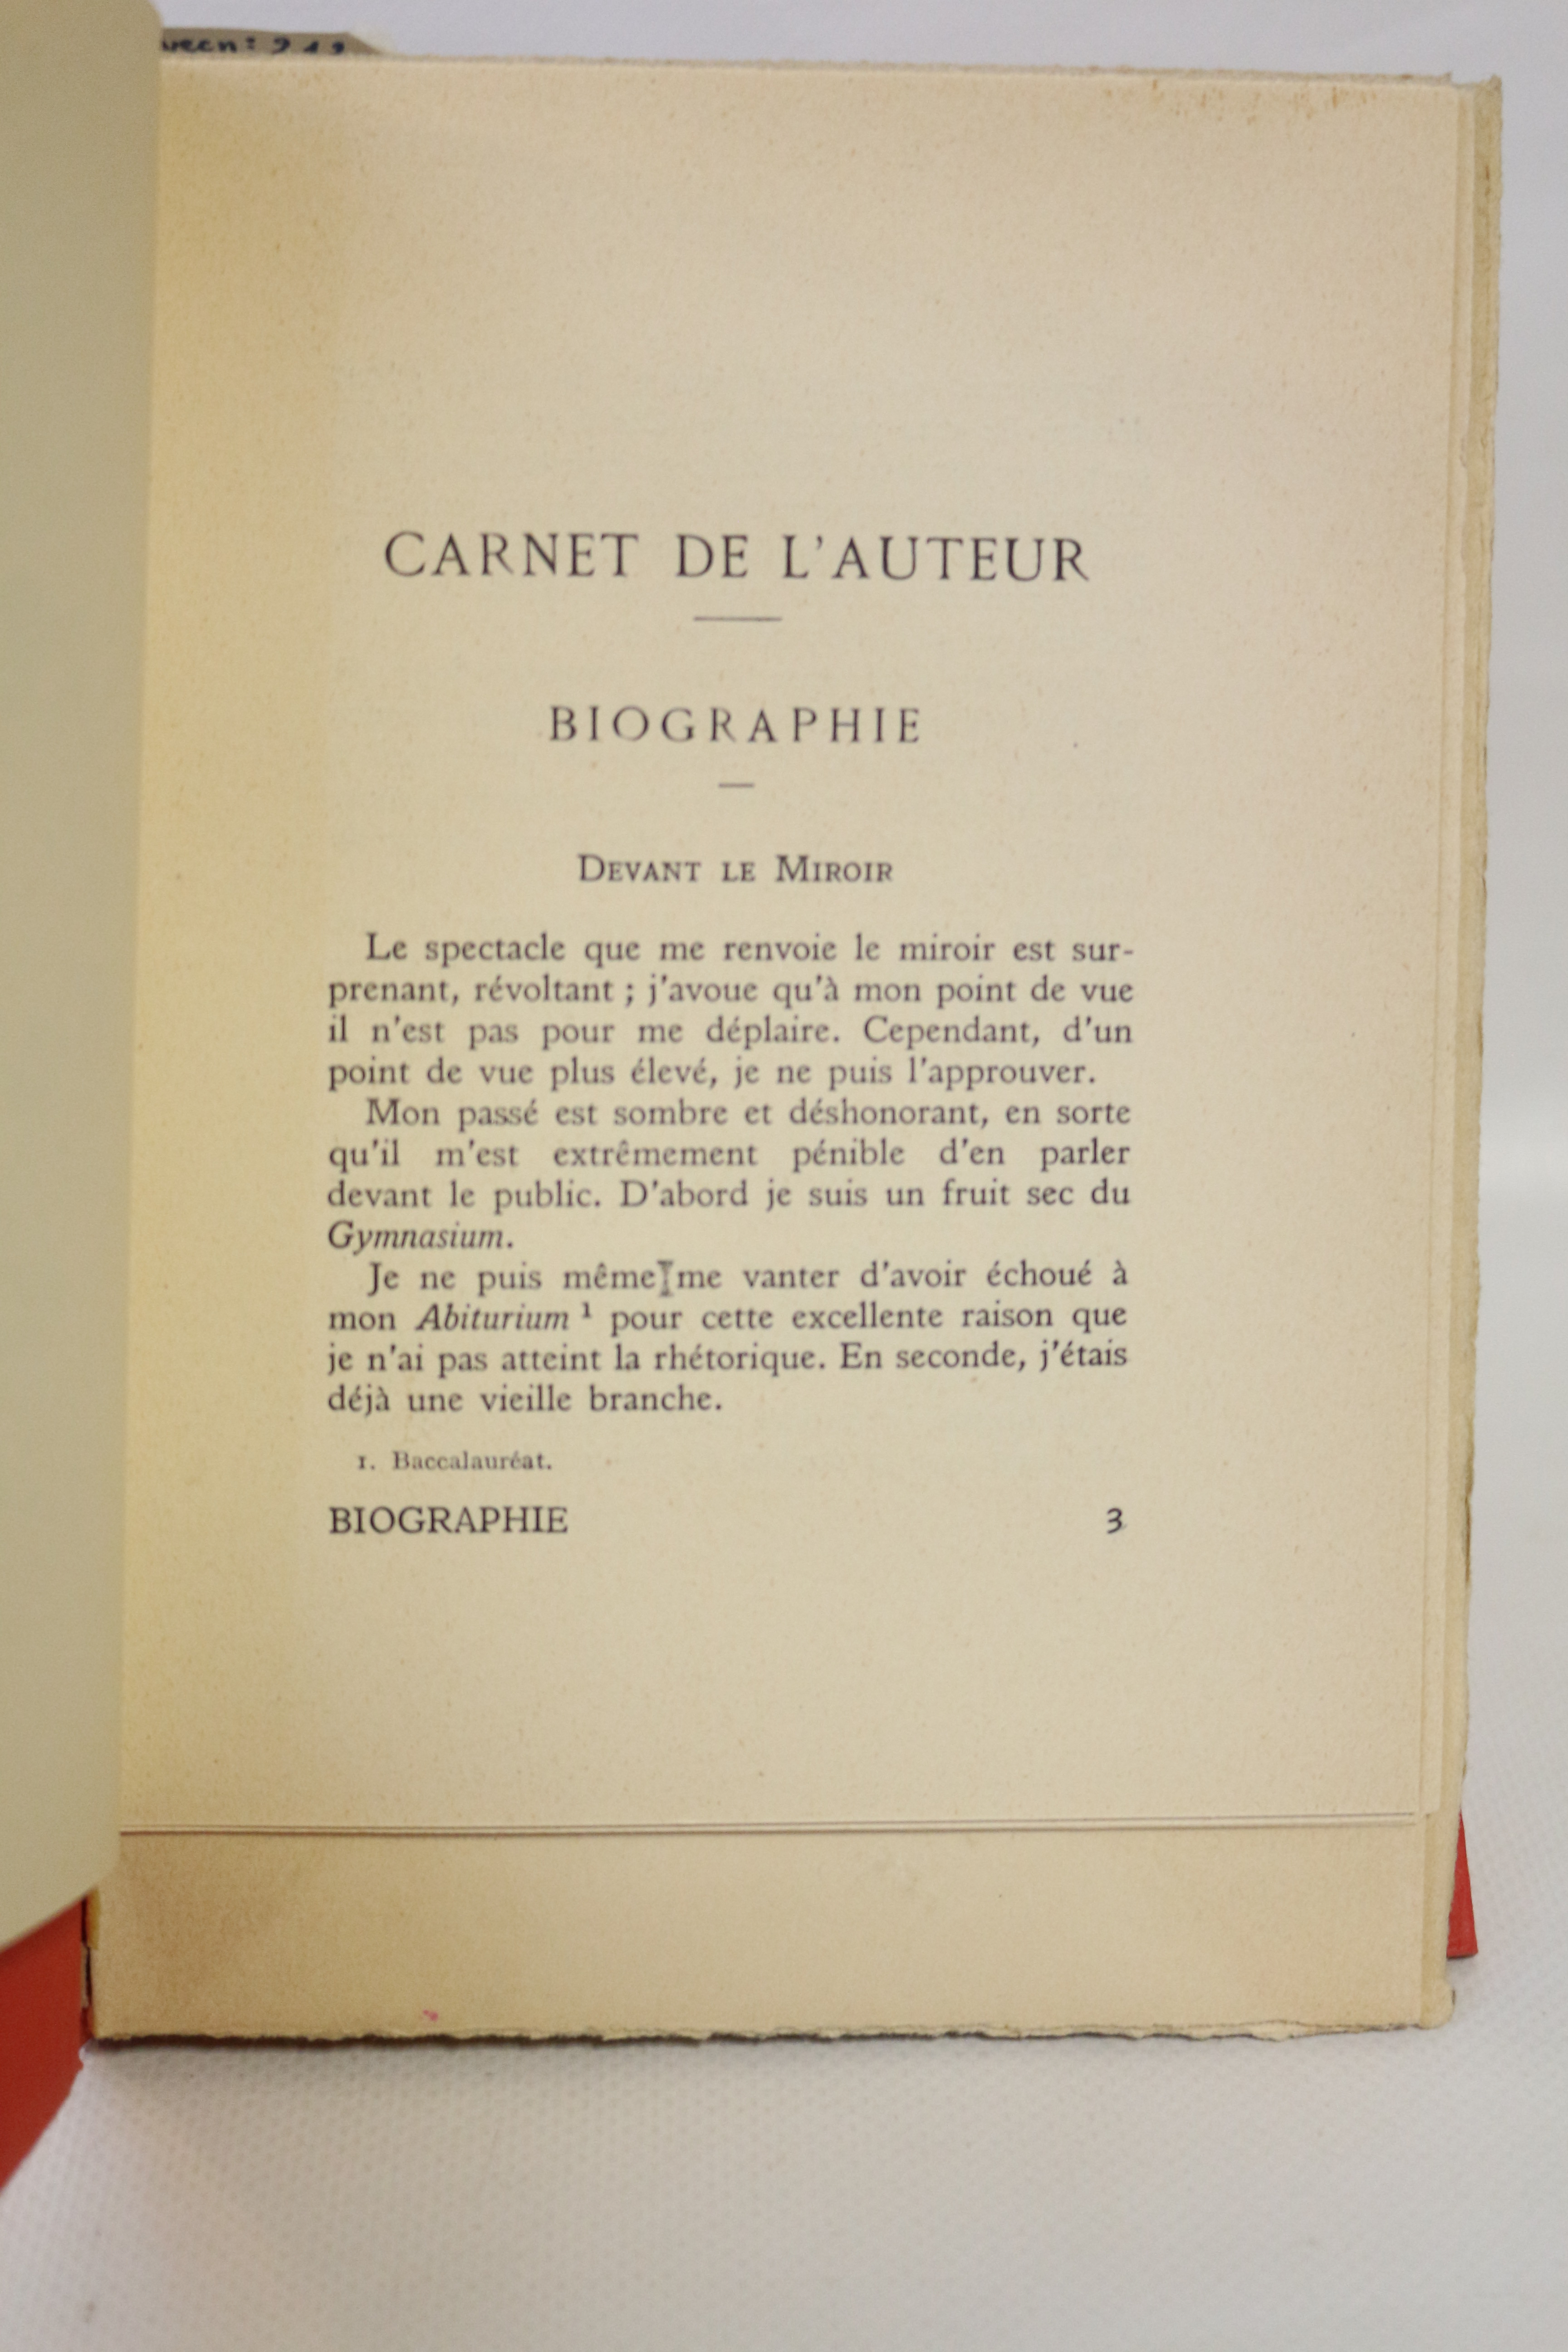 CARNET DE L'AUTEUR
BIOGRAPHIE
Devant le Miroir
Le spectacle que me renvoie le miroir est sur-
prenant, révoltant ; j'avoue qu'à mon point de vue
il n'est pas pour me déplaire. Cependant, d'un
point de vue plus élevé, je ne puis l'approuver.
Mon passé est sombre et déshonorant, en sorte
qu'il m'est extrêmement pénible d'en parler
devant le public. D'abord je suis un fruit sec du
Gymnasium.
Je ne puis même me vanter d'avoir échoué à
mon Abiturium 1 pour cette excellente raison que
je n'ai pas atteint la rhétorique. En seconde, j'étais
déjà une vieille branche.
1. Baccalauréat.
BIOGRAPHIE 3